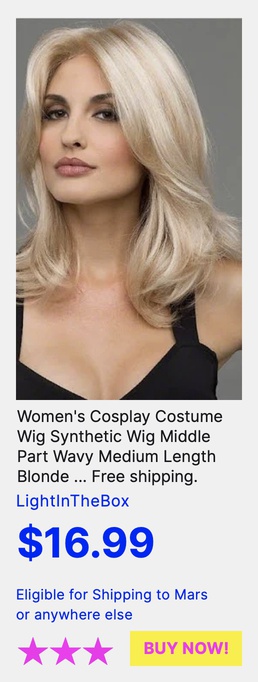 Women's Cosplay Costume
Wig Synthetic Wig Middle
Part Wavy Medium Length
Blonde ... Free shipping.
LightInTheBox
$16.99
Eligible for Shipping to Mars
or anywhere else
BUY NOW!